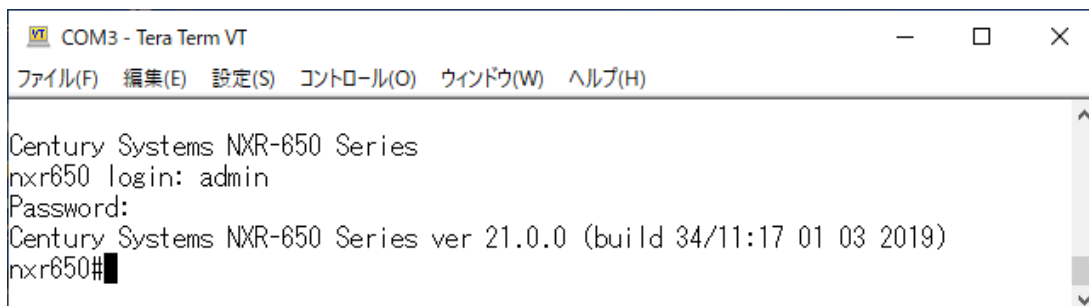 COM3 - Tera Term VT
ファイル(F) 編集(E) 設定(S) コントロール(O) ウィンドウ(W) ヘルプ(H)
Century Systems NXR-650 Series
nxr650 login: admin
Password:
Century Systems NXR-650 Series ver 21.0.0 (build 34/11:17 01 03 2019)
nxr650#